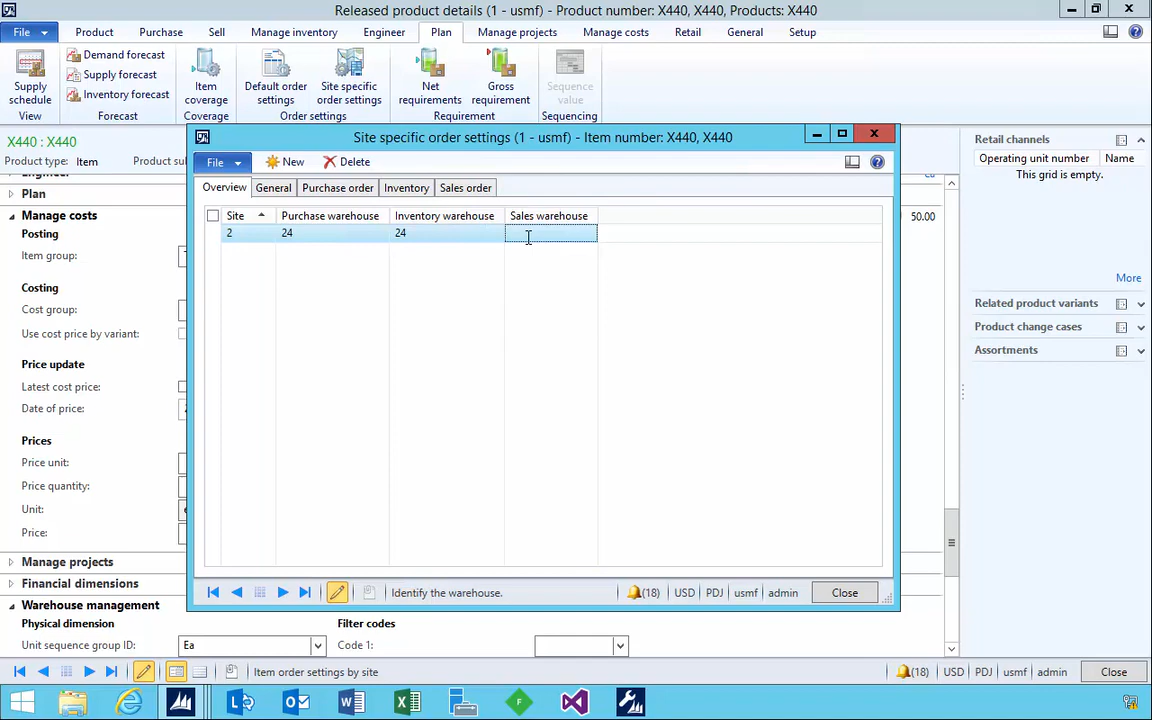 Released product details (1 - usmf) - Product number: X440, X440, Products: X440
File Product Purchase Sell Manage inventory Engineer Plan Manage projects Manage costs Retail General Setup
Supply schedule
Demand forecast
Supply forecast
Inventory forecast
Item coverage
Default order settings
Site specific order settings
Net requirements
Gross requirement
Sequence value
View Forecast Coverage Order settings Requirement Sequencing
X440 : X440
Product type: Item Product su
Plan
Manage costs
Posting
Item group:
Costing
Cost group:
Use cost price by variant:
Price update
Latest cost price:
Date of price:
Prices
Price unit:
Price quantity:
Unit:
Price:
Manage projects
Financial dimensions
Warehouse management
Physical dimension Filter codes
Unit sequence group ID: Ea Code 1:
Site specific order settings (1 - usmf) - Item number: X440, X440
File New Delete
Overview General Purchase order Inventory Sales order
Site Purchase warehouse Inventory warehouse Sales warehouse
2 24 24
Identify the warehouse. (18) USD PDJ usmf admin Close
50.00
Retail channels
Operating unit number Name
This grid is empty.
More
Related product variants
Product change cases
Assortments
Item order settings by site (18) USD PDJ usmf admin Close